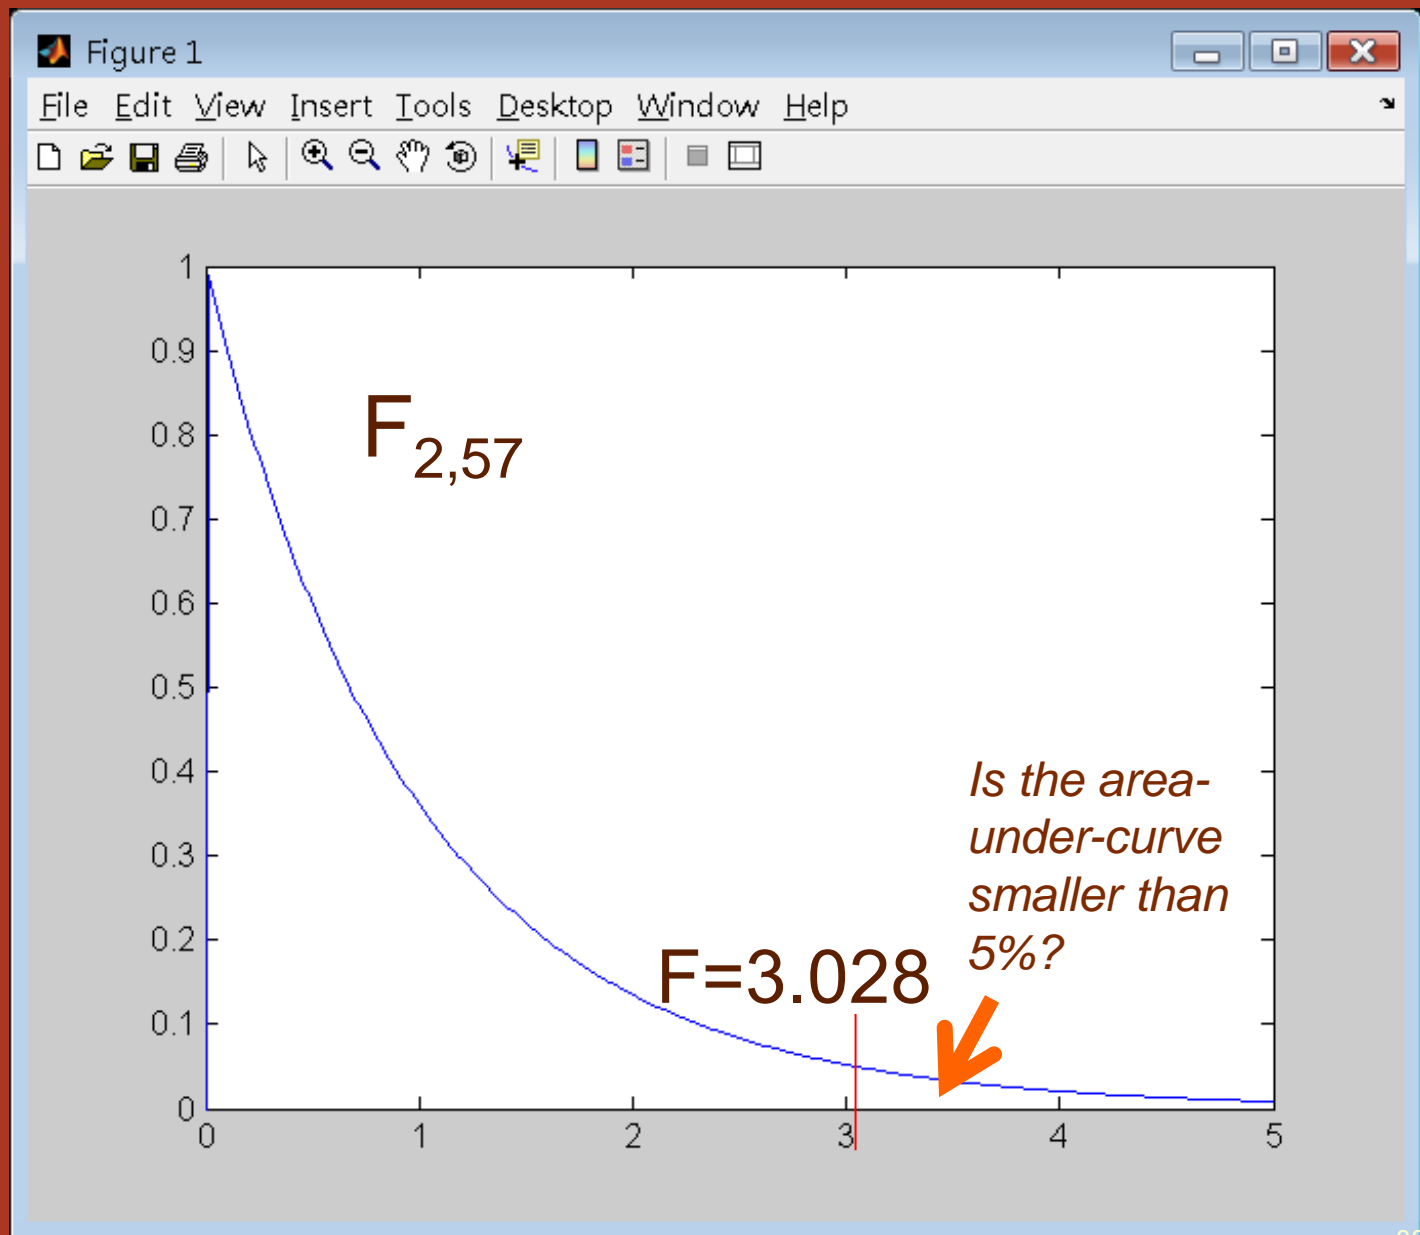 Figure 1
File Edit View Insert Tools Desktop Window Help
1
0.9
0.8
0.7
0.6
0.5
0.4
0.3
0.2
0.1
0
F2,57
Is the area-
under-curve
smaller than
5%?
F=3.028
0 1 2 3 4 5